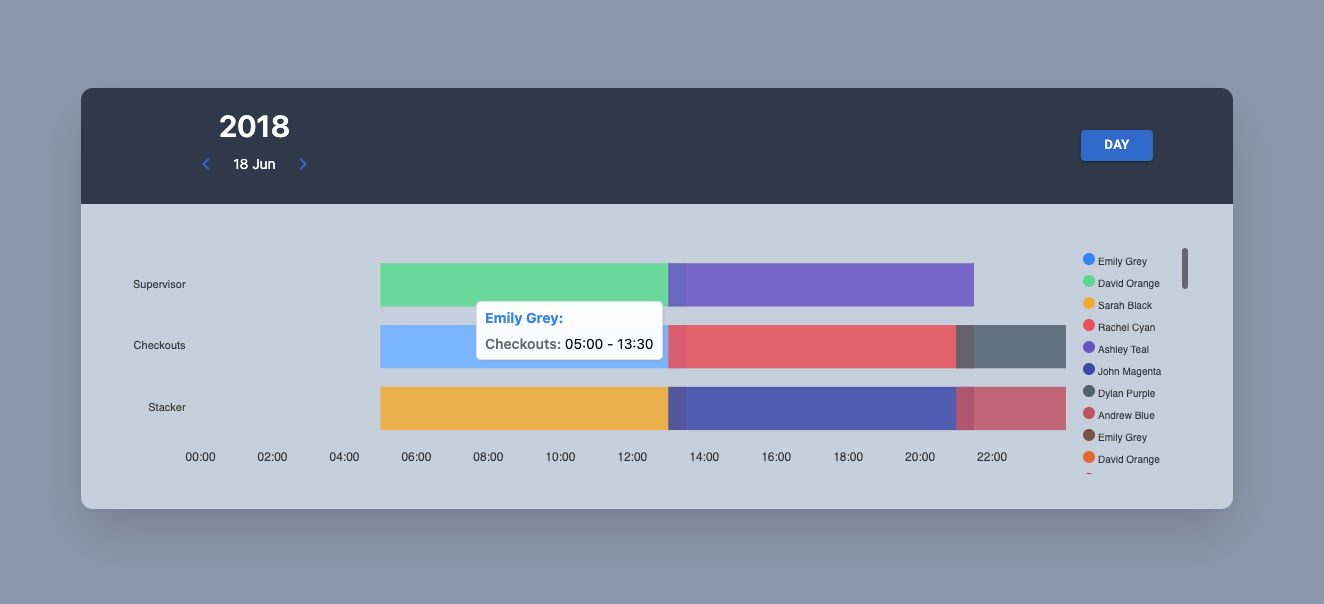 2018
18 Jun
DAY
Supervisor
Checkouts
Stacker
Emily Grey:
Checkouts: 05:00 - 13:30
00:00 02:00 04:00 06:00 08:00 10:00 12:00 14:00 16:00 18:00 20:00 22:00
Emily Grey
David Orange
Sarah Black
Rachel Cyan
Ashley Teal
John Magenta
Dylan Purple
Andrew Blue
Emily Grey
David Orange